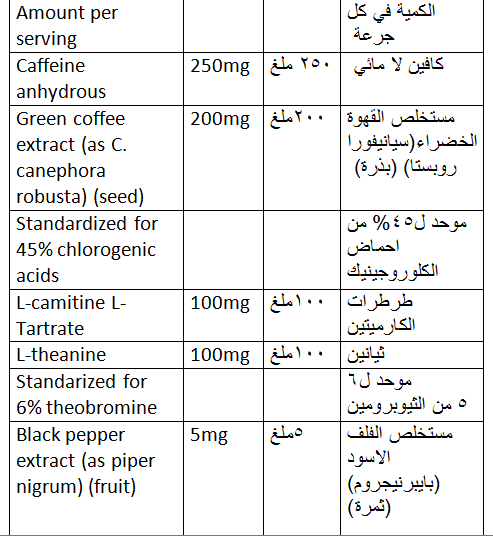 Amount per
serving
الكمية في كل
جرعة
Caffeine
anhydrous
250mg
٢٥٠ ملغ
كافين لا مائي
Green coffee
extract (as C.
canephora
robusta) (seed)
200mg
٢٠٠ملغ
مستخلص القهوة
الخضراء(سيانيفورا
روبستا) (بذرة)
Standardized for
45% chlorogenic
acids
موحد ل٤٥% من
احماض
الكلوروجينيك
L-camitine L-
Tartrate
100mg
١٠٠ملغ
طرطرات
الكارميتين
L-theanine
100mg
١٠٠ملغ
ثيانين
Standarized for
6% theobromine
موحد ل٦
٥ من الثيوبرومين
Black pepper
extract (as piper
nigrum) (fruit)
5mg
٥ملغ
مستخلص الفلف
الاسود
(بايبرنيجروم)
(ثمرة)